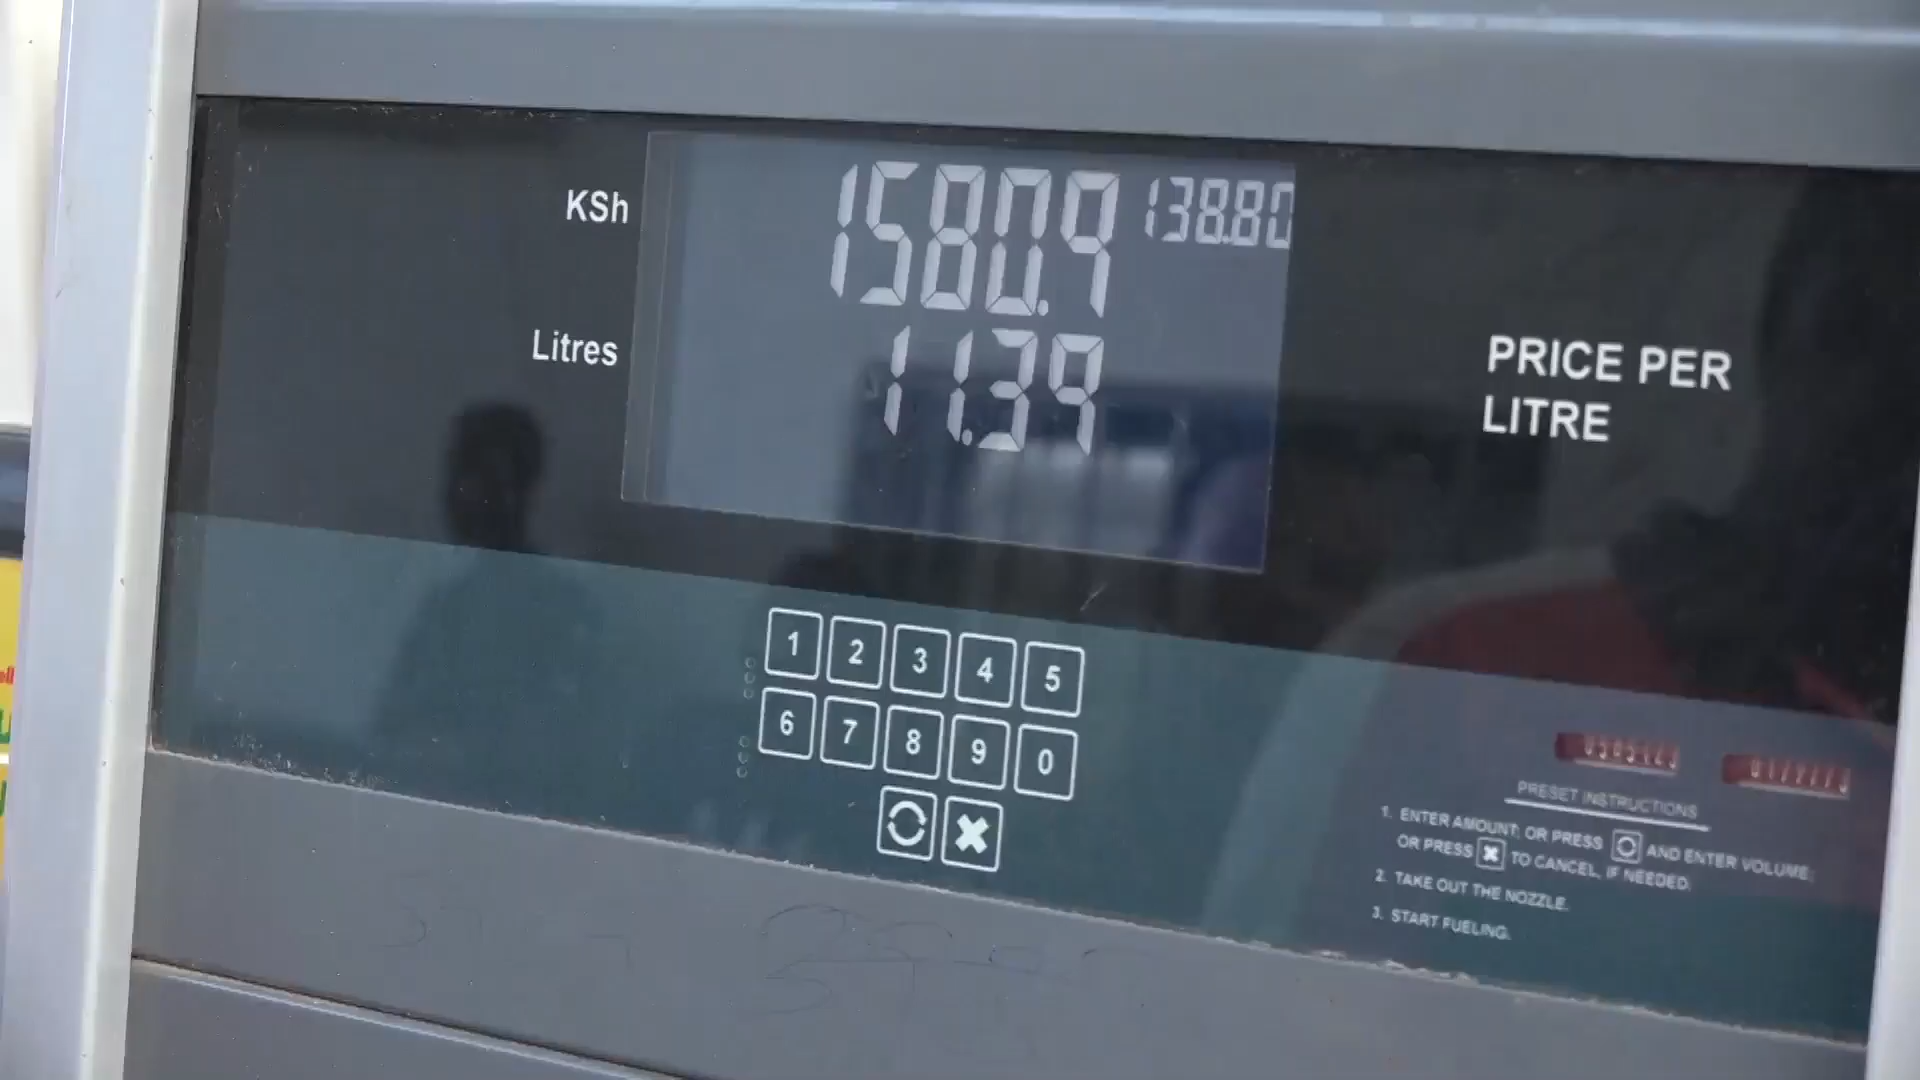 KSh 1580.9 138.80
Litres 11.39
PRICE PER
LITRE
1 2 3 4 5
6 7 8 9 0
PRESET INSTRUCTIONS
1. ENTER AMOUNT; OR PRESS AND ENTER VOLUME;
OR PRESS TO CANCEL, IF NEEDED.
2. TAKE OUT THE NOZZLE.
3. START FUELING.